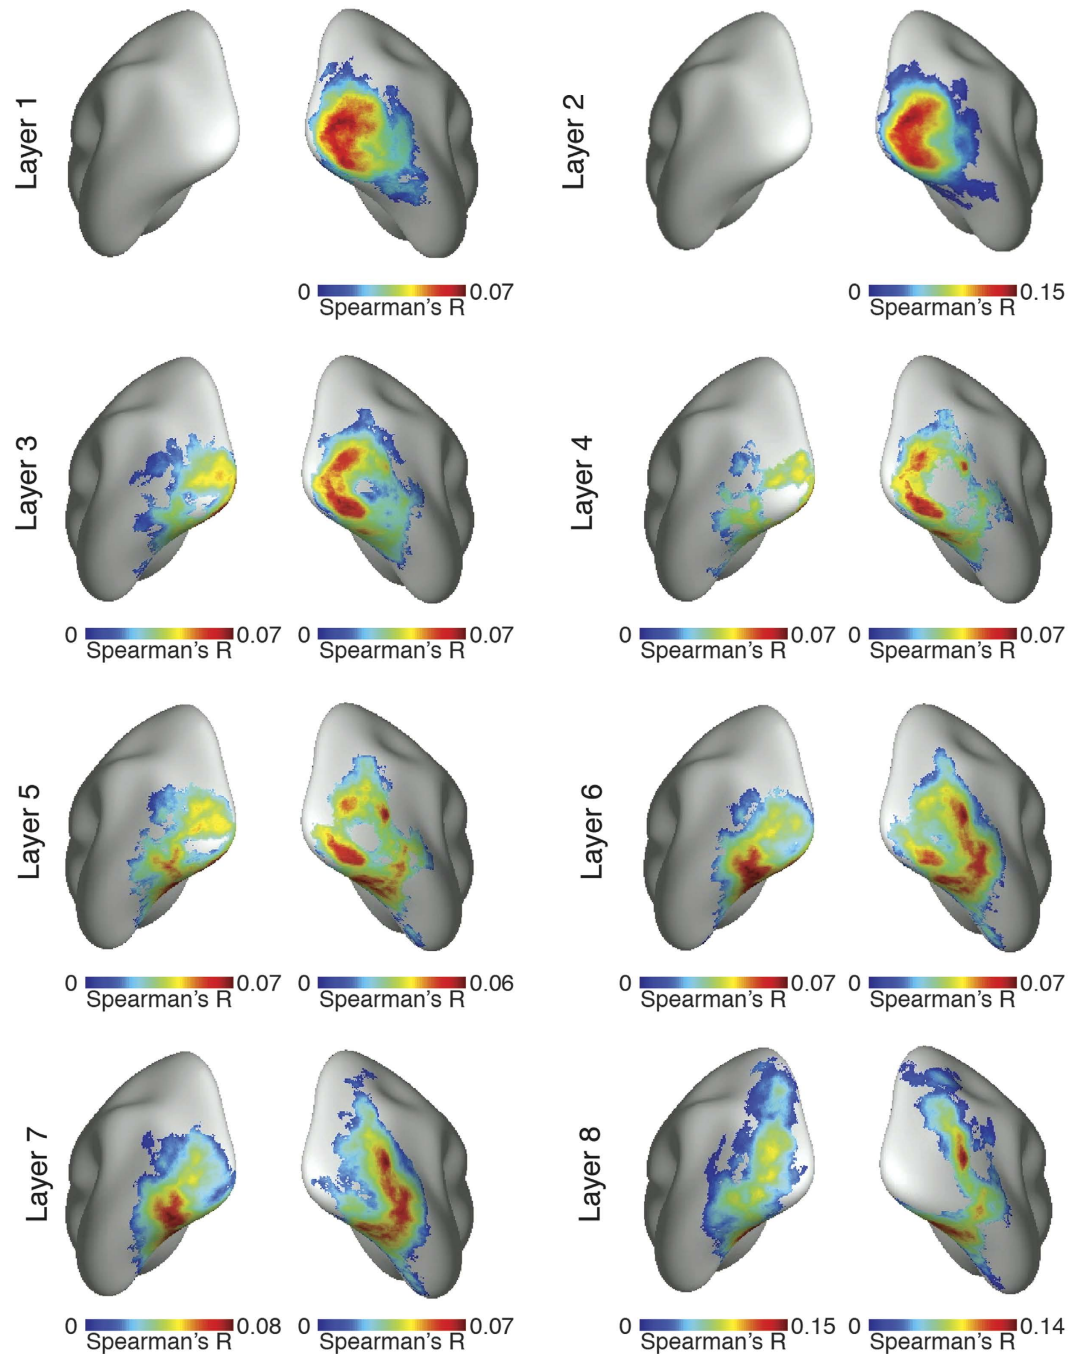 Layer 1
0 0.07
Spearman's R
Layer 2
0 0.15
Spearman's R
Layer 3
0 0.07
Spearman's R
0 0.07
Spearman's R
Layer 4
0 0.07
Spearman's R
0 0.07
Spearman's R
Layer 5
0 0.07
Spearman's R
0 0.06
Spearman's R
Layer 6
0 0.07
Spearman's R
0 0.07
Spearman's R
Layer 7
0 0.08
Spearman's R
0 0.07
Spearman's R
Layer 8
0 0.15
Spearman's R
0 0.14
Spearman's R